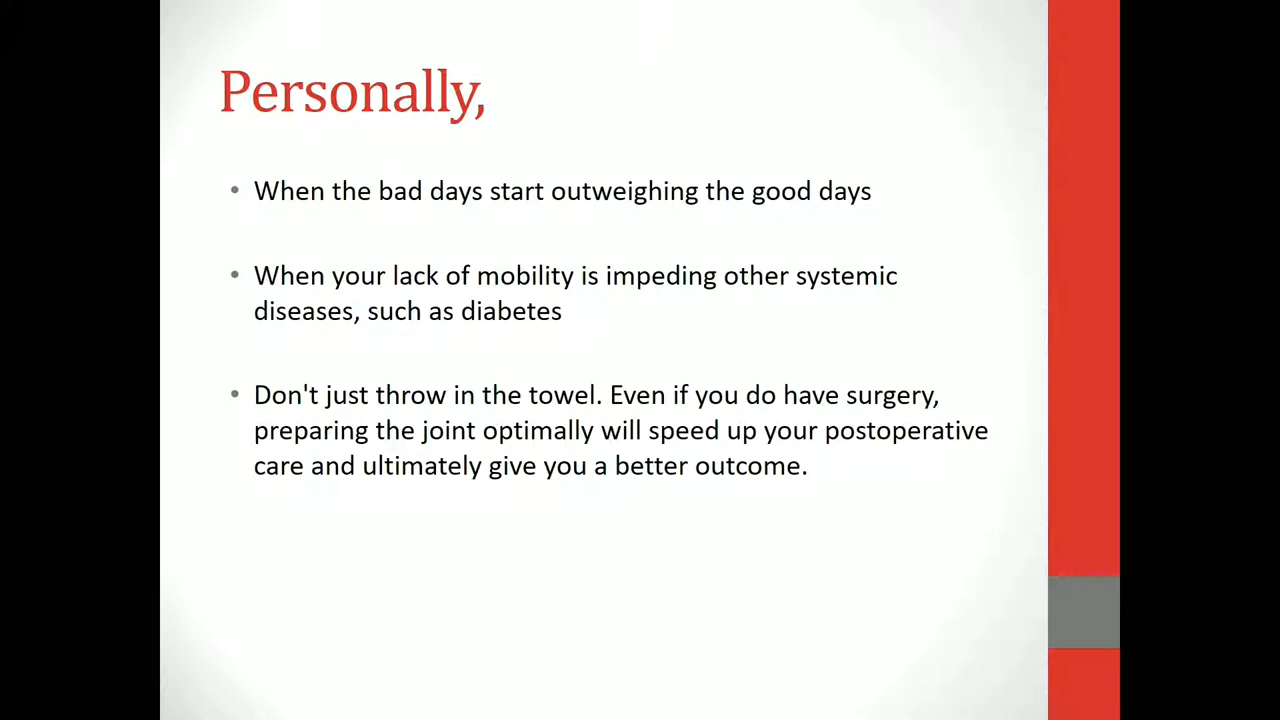 Personally,
• When the bad days start outweighing the good days
• When your lack of mobility is impeding other systemic
diseases, such as diabetes
• Don't just throw in the towel. Even if you do have surgery,
preparing the joint optimally will speed up your postoperative
care and ultimately give you a better outcome.